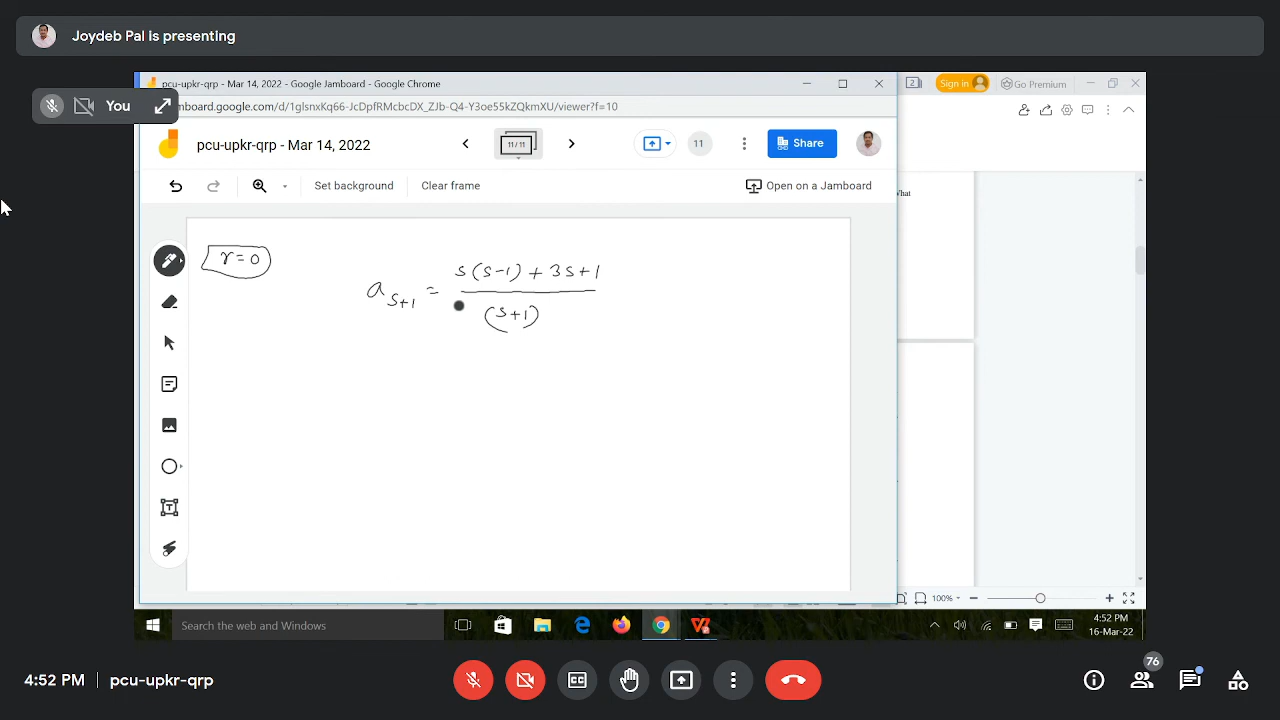 Joydeb Pal is presenting
pcu-upkr-qrp - Mar 14, 2022 - Google Jamboard - Google Chrome
Sign in
Go Premium
You
mboard.google.com/d/1glsnxKq66-JcDpfRMcbcDX_ZJb-Q4-Y3oe55kZQkmXU/viewer?f=10
pcu-upkr-qrp - Mar 14, 2022
11/11
11
Share
Set background
Clear frame
Open on a Jamboard
What
r=0
a_{s+1} = \frac{s(s-1)+3s+1}{(s+1)}
100%
Search the web and Windows
4:52 PM
16-Mar-22
4:52 PM | pcu-upkr-qrp
76